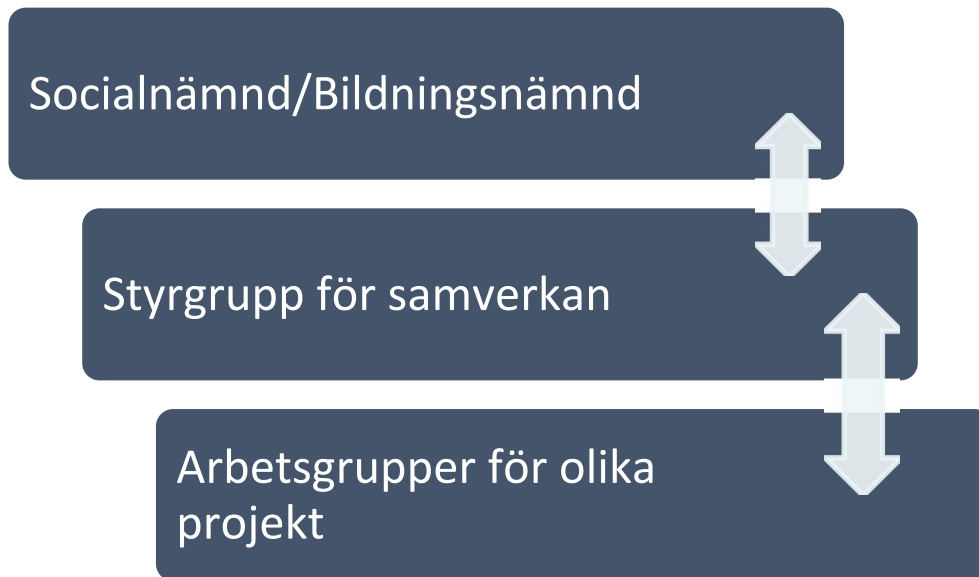 Socialnämnd/Bildningsnämnd
Styrgrupp för samverkan
Arbetsgrupper för olika
projekt